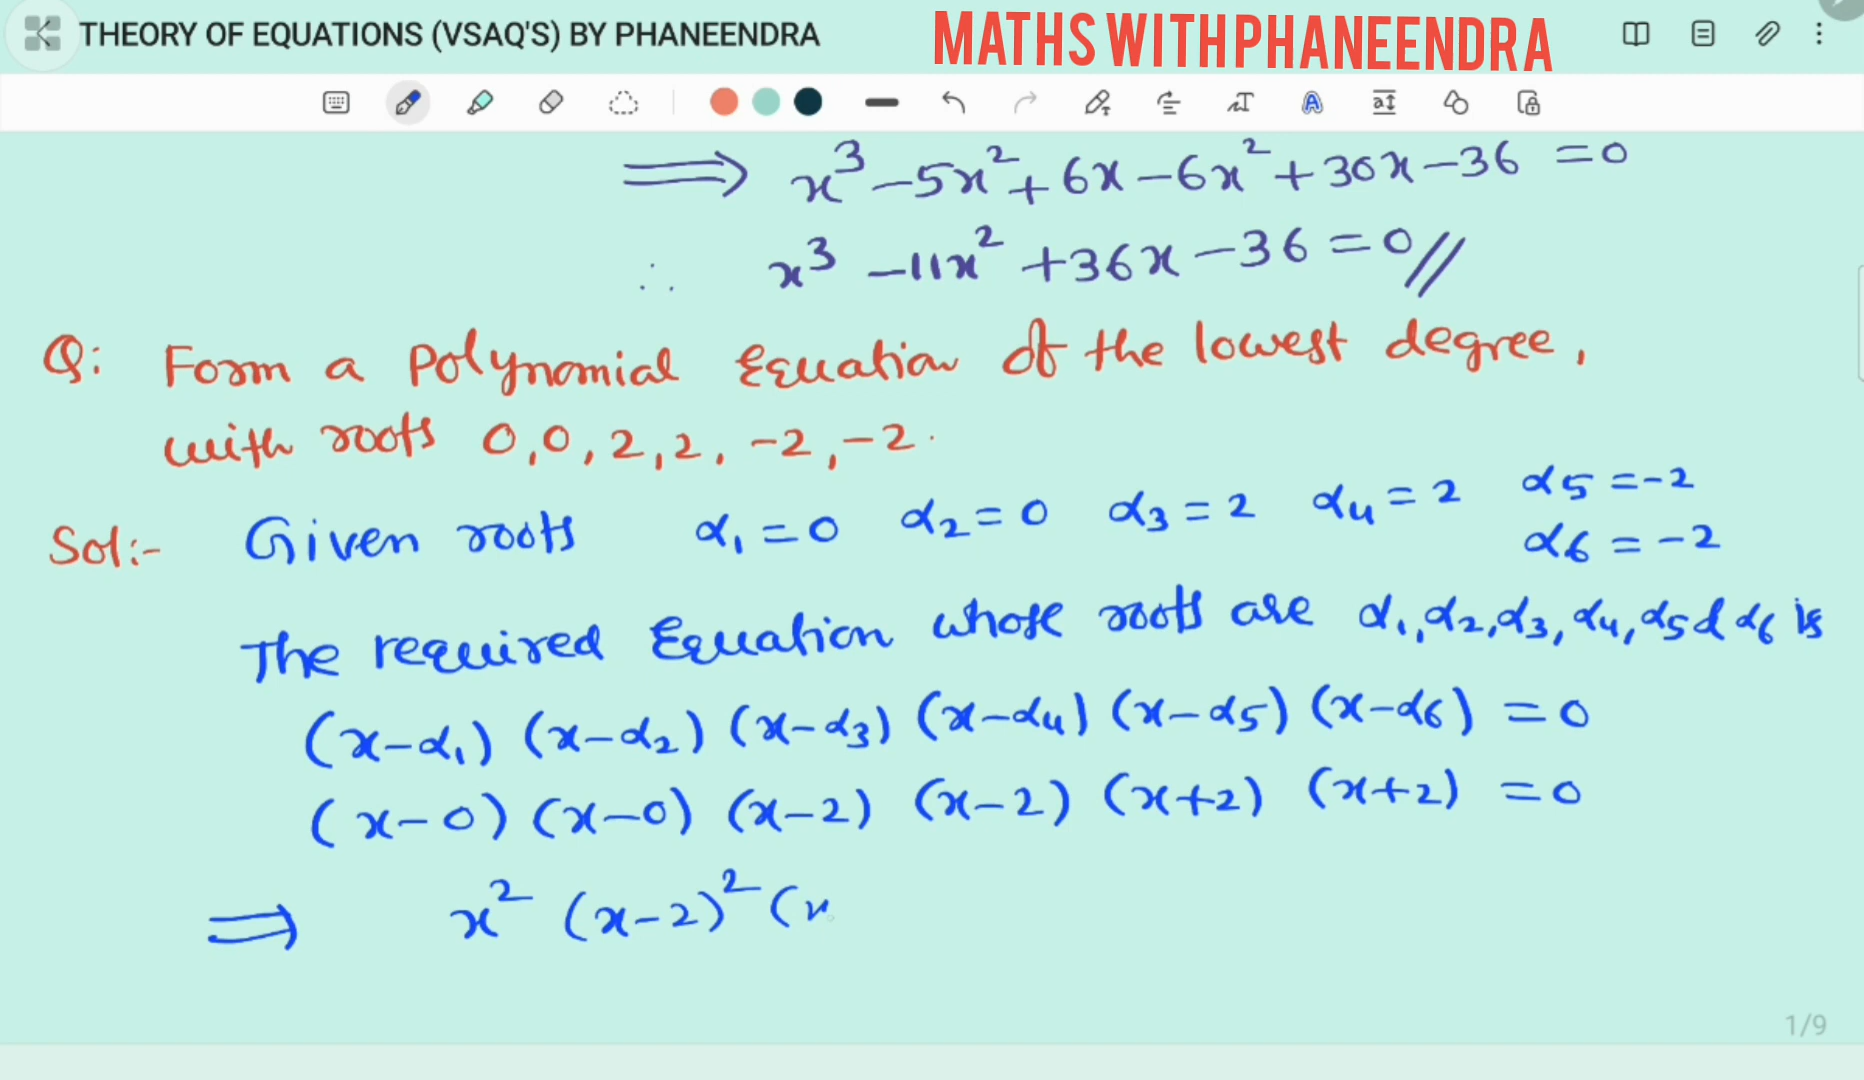 THEORY OF EQUATIONS (VSAQ'S) BY PHANEENDRA
MATHS WITH PHANEENDRA
⟹ x³ -5x² + 6x - 6x² + 30x - 36 = 0
∴ x³ - 11x² + 36x - 36 = 0 //
Q: Form a Polynomial Equation of the lowest degree,
with roots 0,0,2,2,-2,-2.
Sol:- Given roots α₁ = 0 α₂ = 0 α₃ = 2 α₄ = 2 α5 = -2
α6 = -2
The required Equation whose roots are α₁, α₂, α₃, α₄, α5 & α6 is
(x-α₁) (x-α₂) (x-α₃) (x-α₄) (x-α5) (x-α6) = 0
(x-0) (x-0) (x-2) (x-2) (x+2) (x+2) = 0
⟹ x² (x-2)² (x
1/9